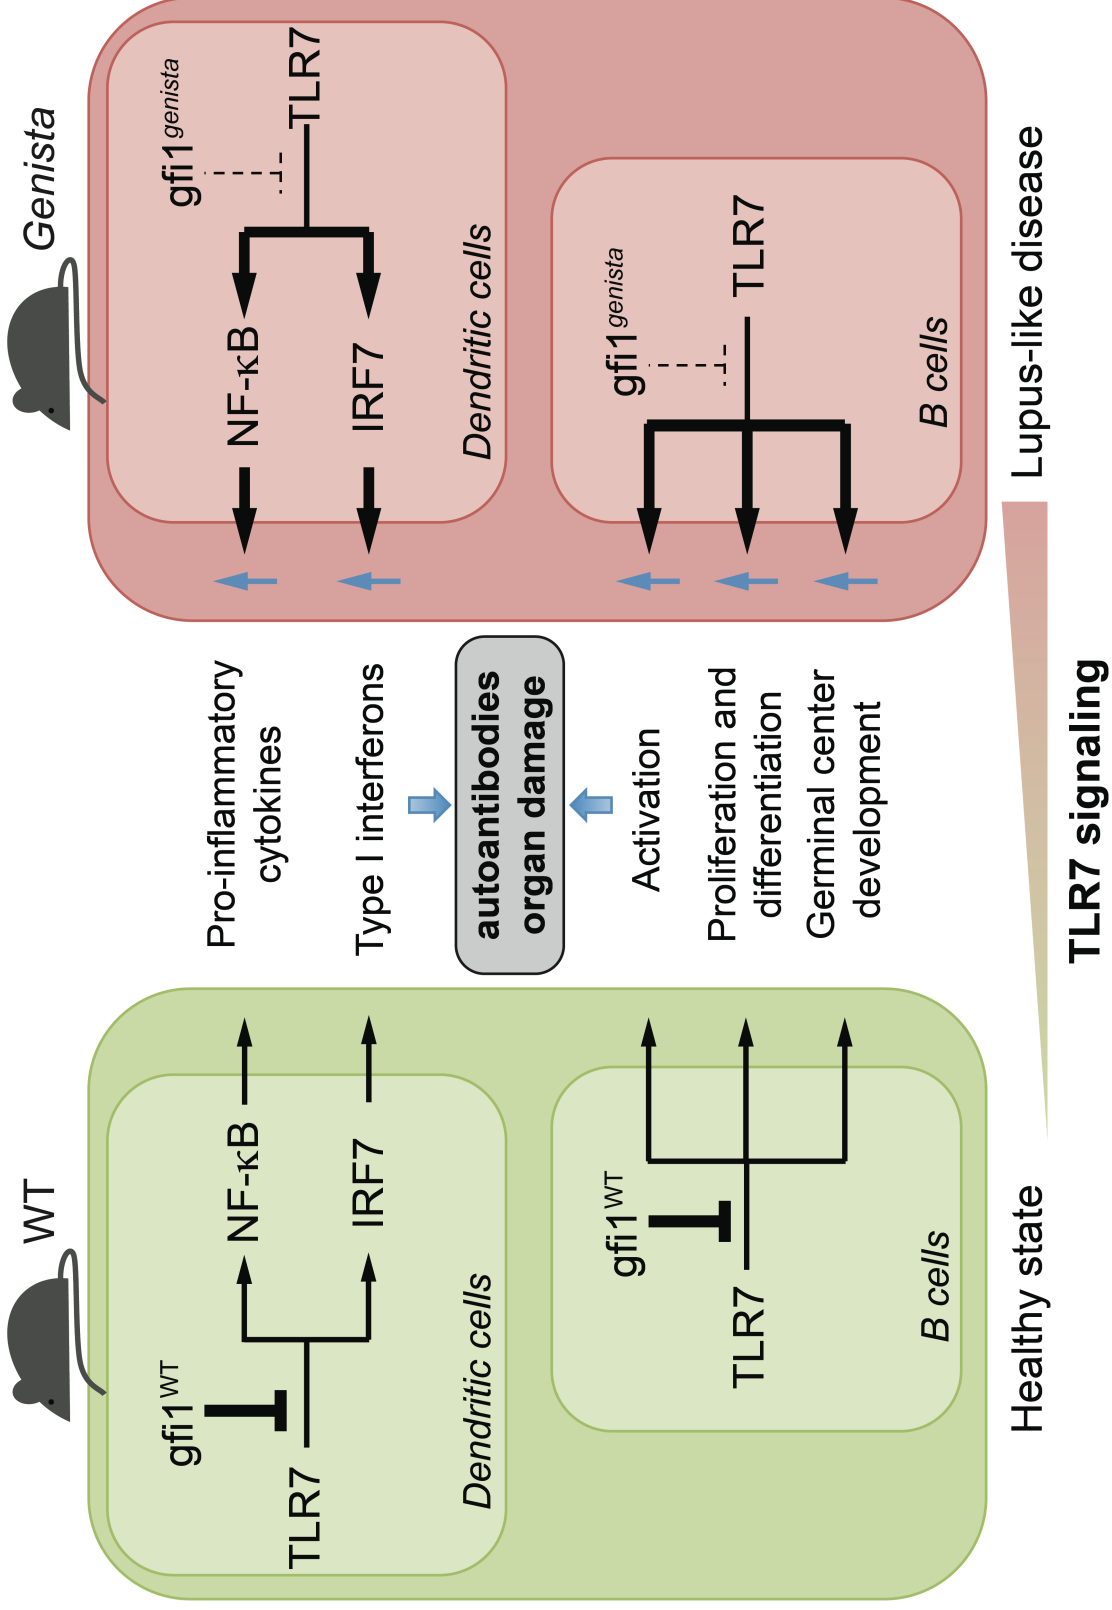 WT
gfi1WT
TLR7
NF-κB
IRF7
Dendritic cells
gfi1WT
TLR7
B cells
Healthy state
Pro-inflammatory
cytokines
Type I interferons
autoantibodies
organ damage
Activation
Proliferation and
differentiation
Germinal center
development
TLR7 signaling
Genista
gfi1genista
TLR7
NF-κB
IRF7
Dendritic cells
gfi1genista
TLR7
B cells
Lupus-like disease